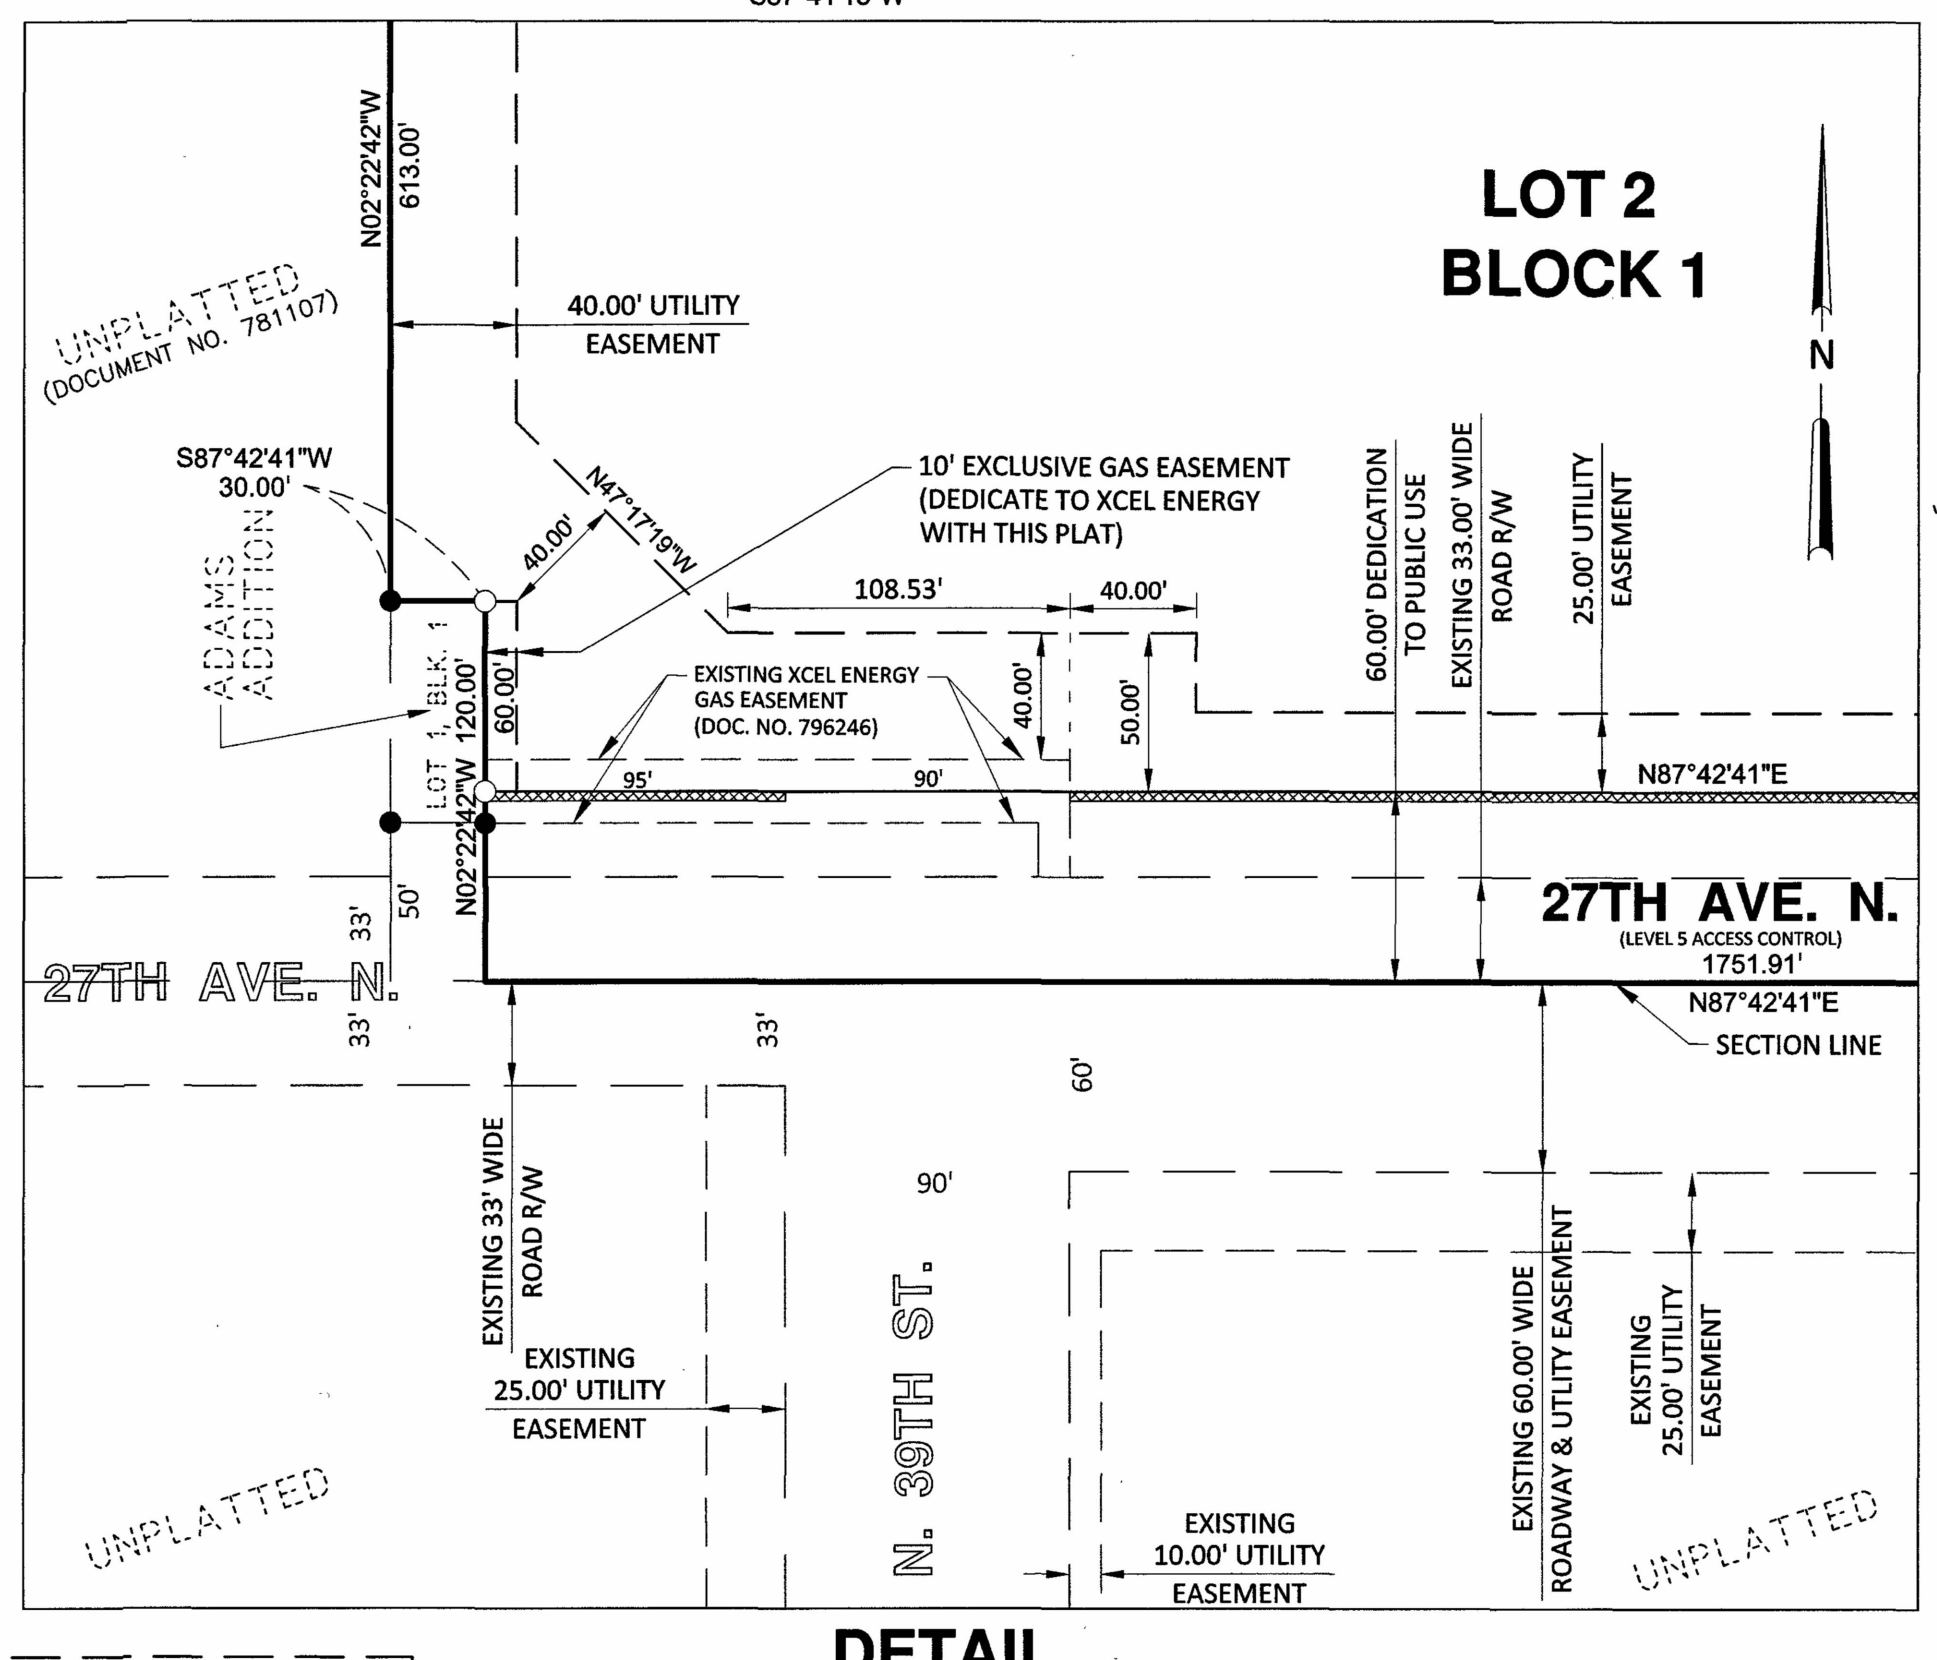 N02°22'42"W
613.00'
LOT 2
BLOCK 1
N
UNPLATTED
(DOCUMENT NO. 781107)
40.00' UTILITY
EASEMENT
S87°42'41"W
30.00'
ADAMS
ADDITION
LOT 1, BLK. 1
N02°22'42"W 120.00'
60.00'
40.00'
N47°17'19"W
10' EXCLUSIVE GAS EASEMENT
(DEDICATE TO XCEL ENERGY
WITH THIS PLAT)
108.53'
40.00'
EXISTING XCEL ENERGY
GAS EASEMENT
(DOC. NO. 796246)
40.00'
50.00'
60.00' DEDICATION
TO PUBLIC USE
EXISTING 33.00' WIDE
ROAD R/W
25.00' UTILITY
EASEMENT
95'
90'
N87°42'41"E
27TH AVE. N.
(LEVEL 5 ACCESS CONTROL)
1751.91'
N87°42'41"E
SECTION LINE
33'
50'
27TH AVE. N.
33'
33'
60'
90'
EXISTING 33' WIDE
ROAD R/W
EXISTING
25.00' UTILITY
EASEMENT
N. 39TH ST.
EXISTING
10.00' UTILITY
EASEMENT
EXISTING 60.00' WIDE
ROADWAY & UTLITY EASEMENT
EXISTING
25.00' UTILITY
EASEMENT
UNPLATTED
UNPLATTED
DETAIL